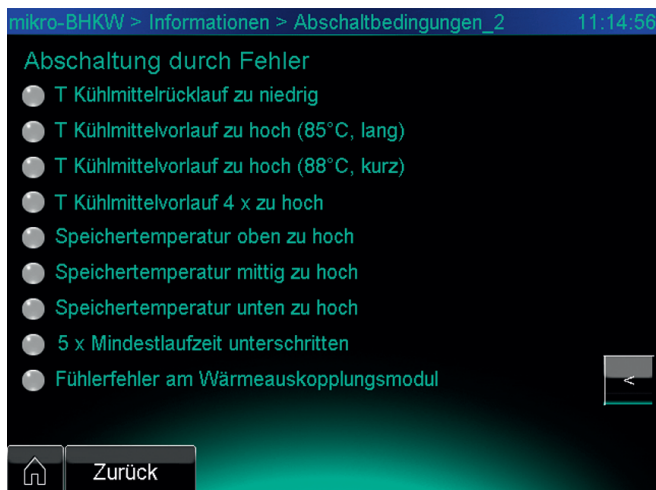 mikro-BHKW > Informationen > Abschaltbedingungen_2 11:14:56
Abschaltung durch Fehler
T Kühlmittelrücklauf zu niedrig
T Kühlmittelvorlauf zu hoch (85°C, lang)
T Kühlmittelvorlauf zu hoch (88°C, kurz)
T Kühlmittelvorlauf 4 x zu hoch
Speichertemperatur oben zu hoch
Speichertemperatur mittig zu hoch
Speichertemperatur unten zu hoch
5 x Mindestlaufzeit unterschritten
Fühlerfehler am Wärmeauskopplungsmodul
<
Zurück